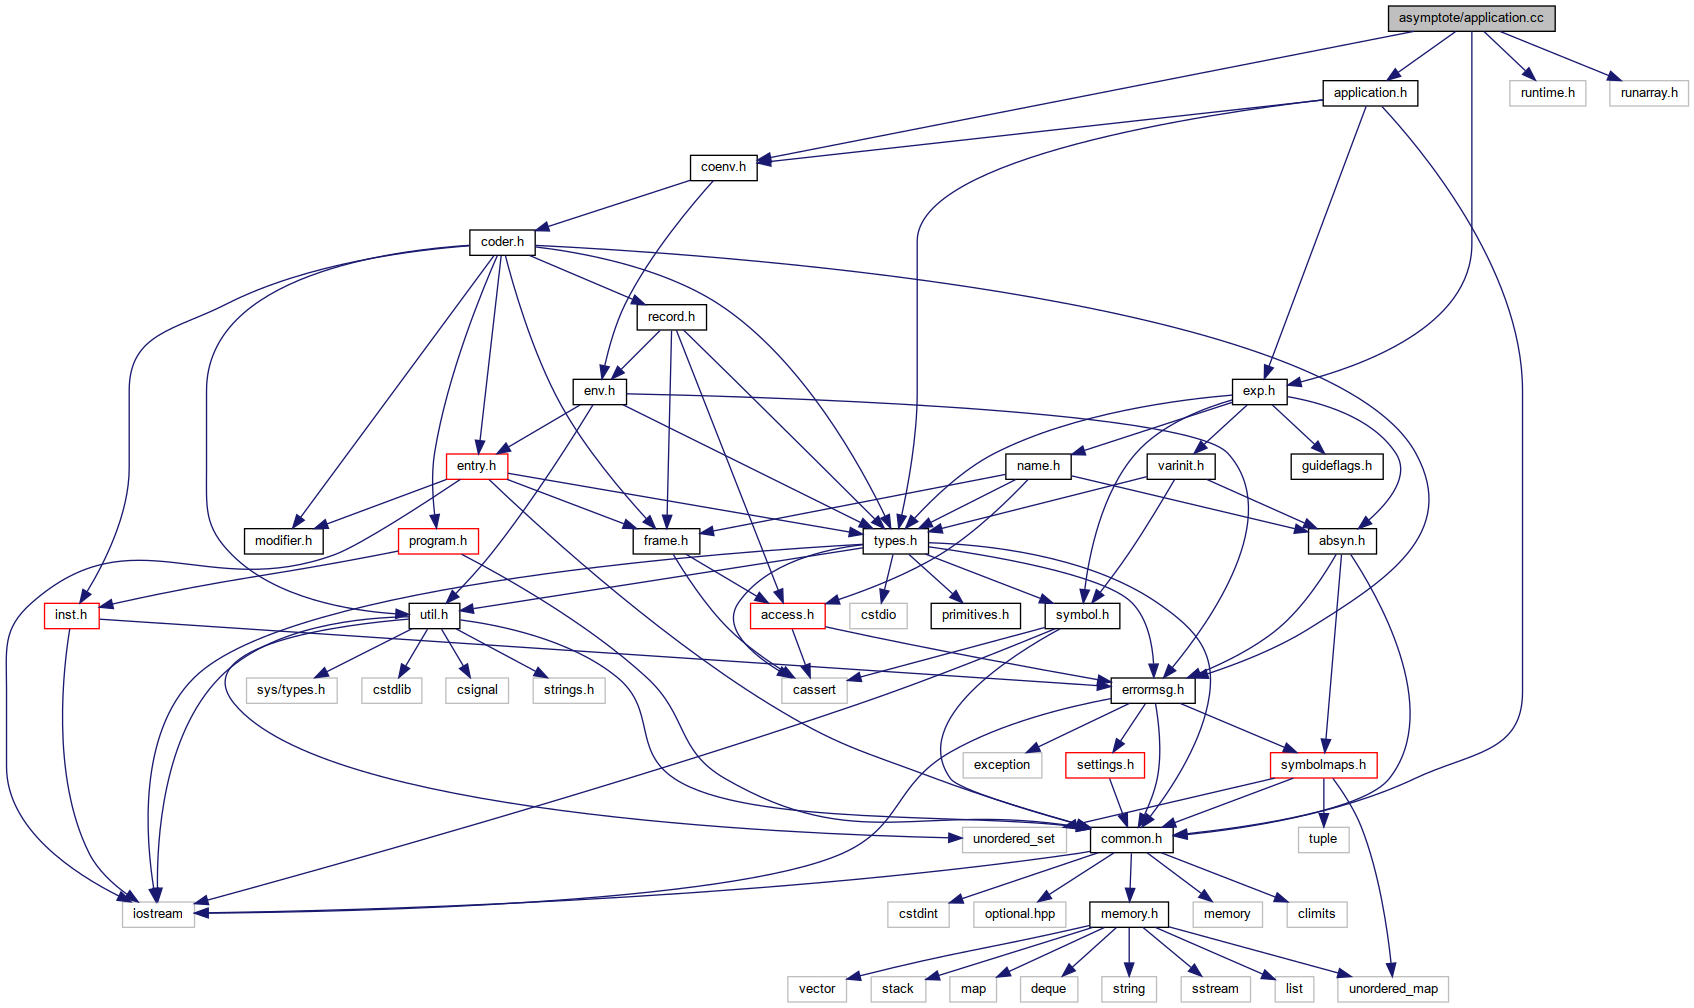 asymptote/application.cc
application.h
runtime.h
runarray.h
coenv.h
coder.h
record.h
env.h
exp.h
entry.h
name.h
varinit.h
guideflags.h
modifier.h
program.h
frame.h
types.h
absyn.h
inst.h
util.h
access.h
cstdio
primitives.h
symbol.h
sys/types.h
cstdlib
csignal
strings.h
cassert
errormsg.h
exception
settings.h
symbolmaps.h
unordered_set
common.h
tuple
iostream
cstdint
optional.hpp
memory.h
memory
climits
vector
stack
map
deque
string
sstream
list
unordered_map